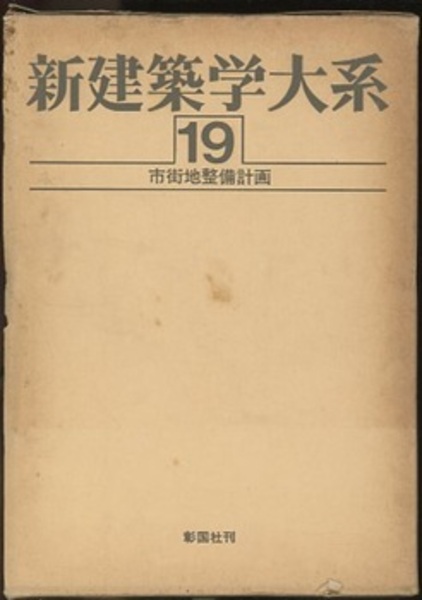 新建築学大系
19
市街地整備計画
彰国社刊